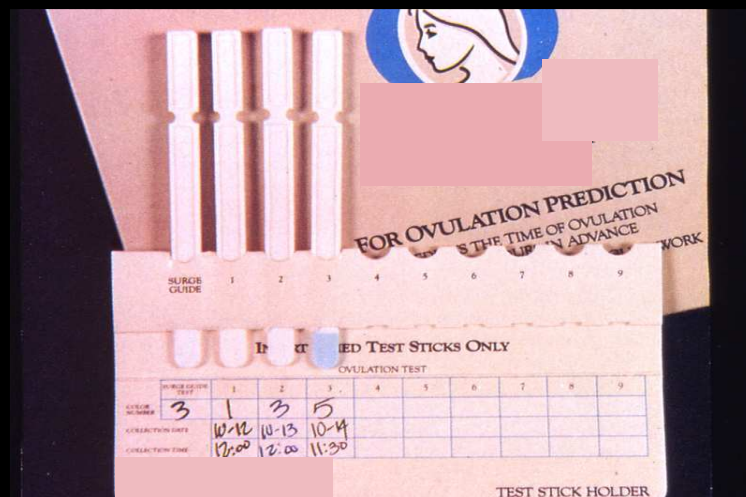 FOR OVULATION PREDICTION
THE TIME OF OVULATION
IN ADVANCE
WORK
SURGE GUIDE 1 2 3 4 5 6 7 8 9
TEST STICKS ONLY
OVULATION TEST
SURGE GUIDE TEST 1 2 3 4 5 6 7 8 9
COLOR NUMBER 3 1 3 5
COLLECTION DATE 10-12 10-13 10-14
COLLECTION TIME 12:00 12:00 11:30
TEST STICK HOLDER